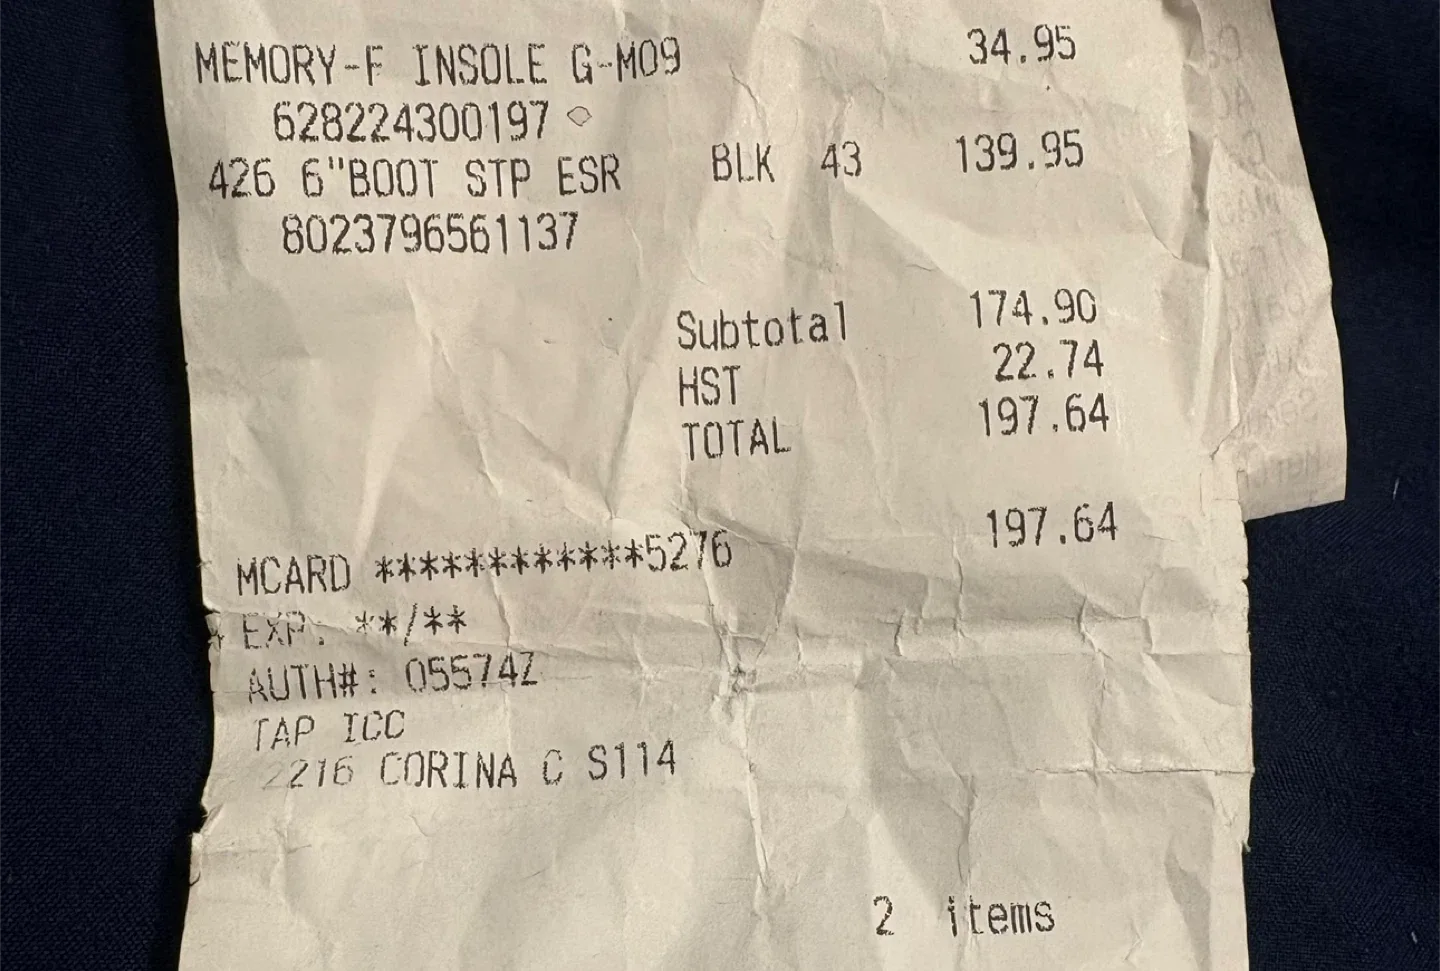 MEMORY-F INSOLE G-M09 34.95
628224300197
426 6"BOOT STP ESR BLK 43 139.95
8023796561137
Subtotal 174.90
HST 22.74
TOTAL 197.64
MCARD ************5276 197.64
EXP: **/**
AUTH#: 05574Z
TAP ICC
2216 CORINA C S114
2 items